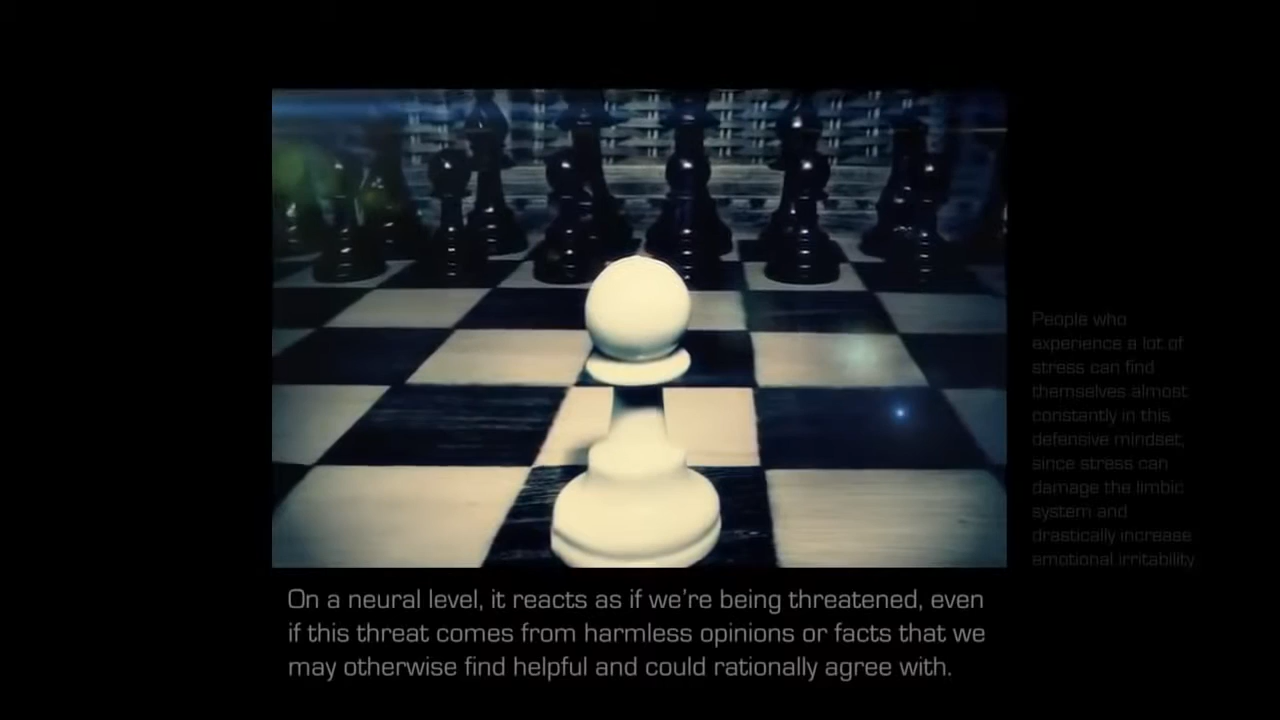 People who
experience a lot of
stress can find
themselves almost
constantly in this
defensive mindset,
since stress can
damage the limbic
system and
drastically increase
emotional irritability
On a neural level, it reacts as if we're being threatened, even
if this threat comes from harmless opinions or facts that we
may otherwise find helpful and could rationally agree with.